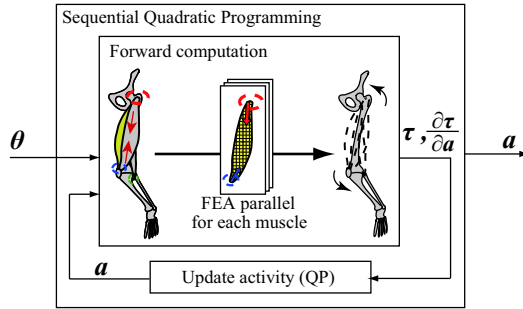 Sequential Quadratic Programming
Forward computation
θ
τ, ∂τ/∂a
a
FEA parallel
for each muscle
a
Update activity (QP)